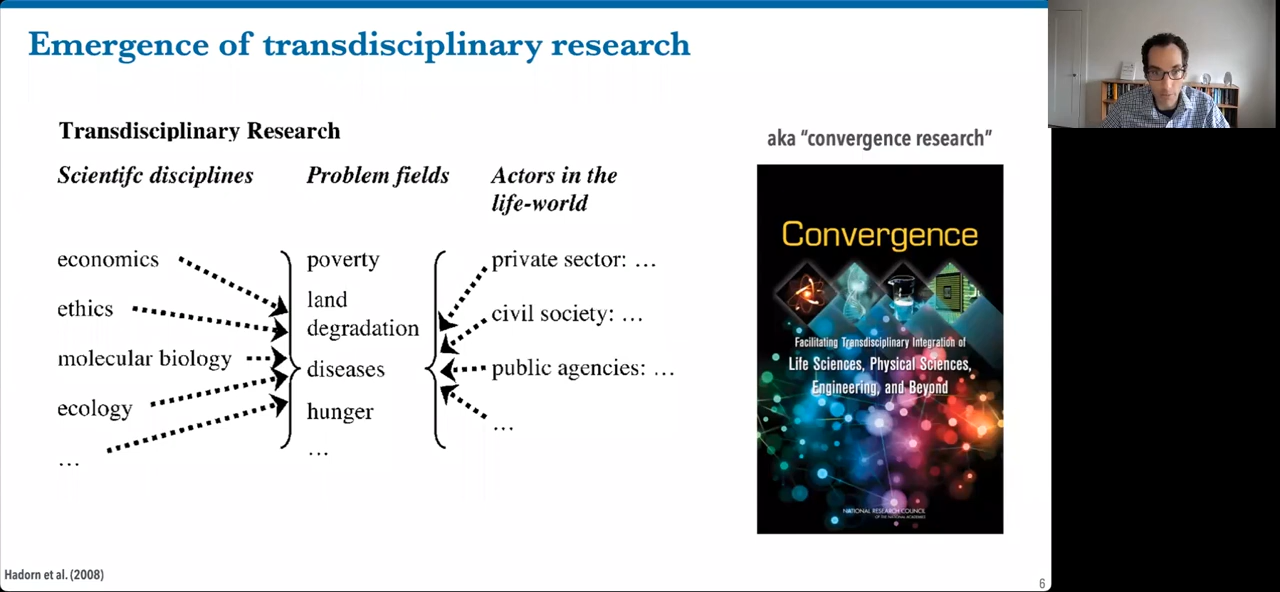 Emergence of transdisciplinary research
Transdisciplinary Research
Scientifc disciplines
Problem fields
Actors in the
life-world
economics
ethics
molecular biology
ecology
...
poverty
land
degradation
diseases
hunger
...
private sector: ...
civil society: ...
public agencies: ...
...
aka “convergence research”
Convergence
Facilitating Transdisciplinary Integration of
Life Sciences, Physical Sciences,
Engineering, and Beyond
NATIONAL RESEARCH COUNCIL
OF THE NATIONAL ACADEMIES
Hadorn et al. (2008)
6